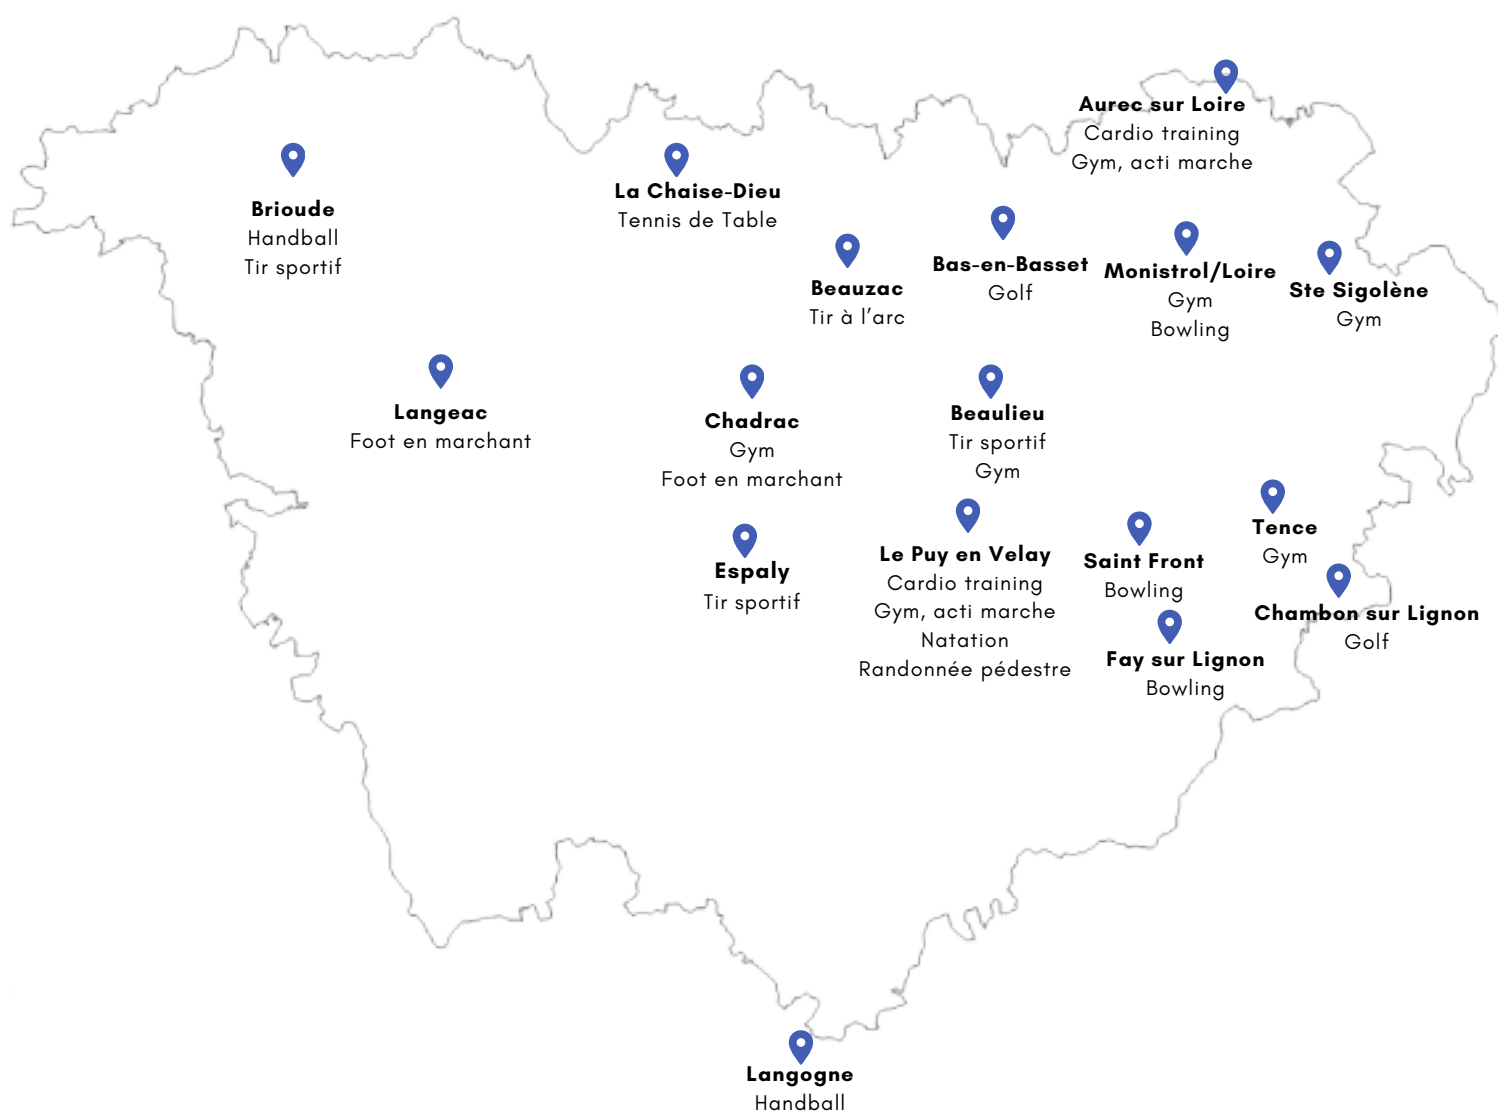 Aurec sur Loire
Cardio training
Gym, acti marche
Brioude
Handball
Tir sportif
La Chaise-Dieu
Tennis de Table
Beauzac
Tir à l’arc
Bas-en-Basset
Golf
Monistrol/Loire
Gym
Bowling
Ste Sigolène
Gym
Langeac
Foot en marchant
Chadrac
Gym
Foot en marchant
Beaulieu
Tir sportif
Gym
Espaly
Tir sportif
Le Puy en Velay
Cardio training
Gym, acti marche
Natation
Randonnée pédestre
Saint Front
Bowling
Tence
Gym
Chambon sur Lignon
Golf
Fay sur Lignon
Bowling
Langogne
Handball